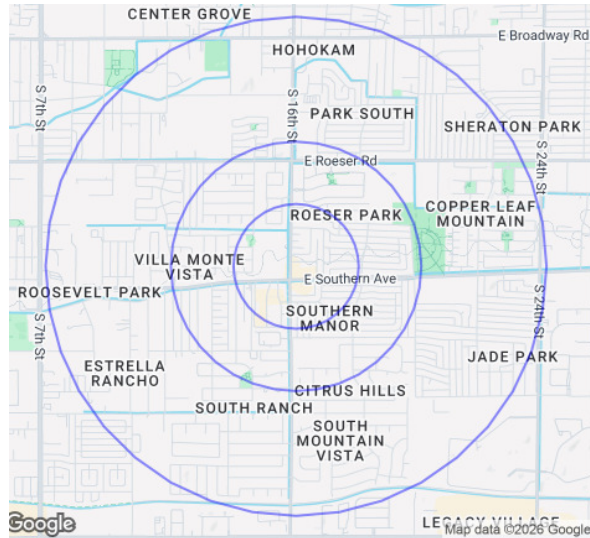 CENTER GROVE
E Broadway Rd
HOHOKAM
S 7th St
S 16th St
PARK SOUTH
SHERATON PARK
S 24th St
E Roeser Rd
ROESER PARK
COPPER LEAF
MOUNTAIN
VILLA MONTE
VISTA
E Southern Ave
ROOSEVELT PARK
S 7th St
SOUTHERN
MANOR
S 24th St
ESTRELLA
RANCHO
JADE PARK
CITRUS HILLS
SOUTH RANCH
SOUTH
MOUNTAIN
VISTA
LEGACY VILLAGE
Google
Map data ©2026 Google